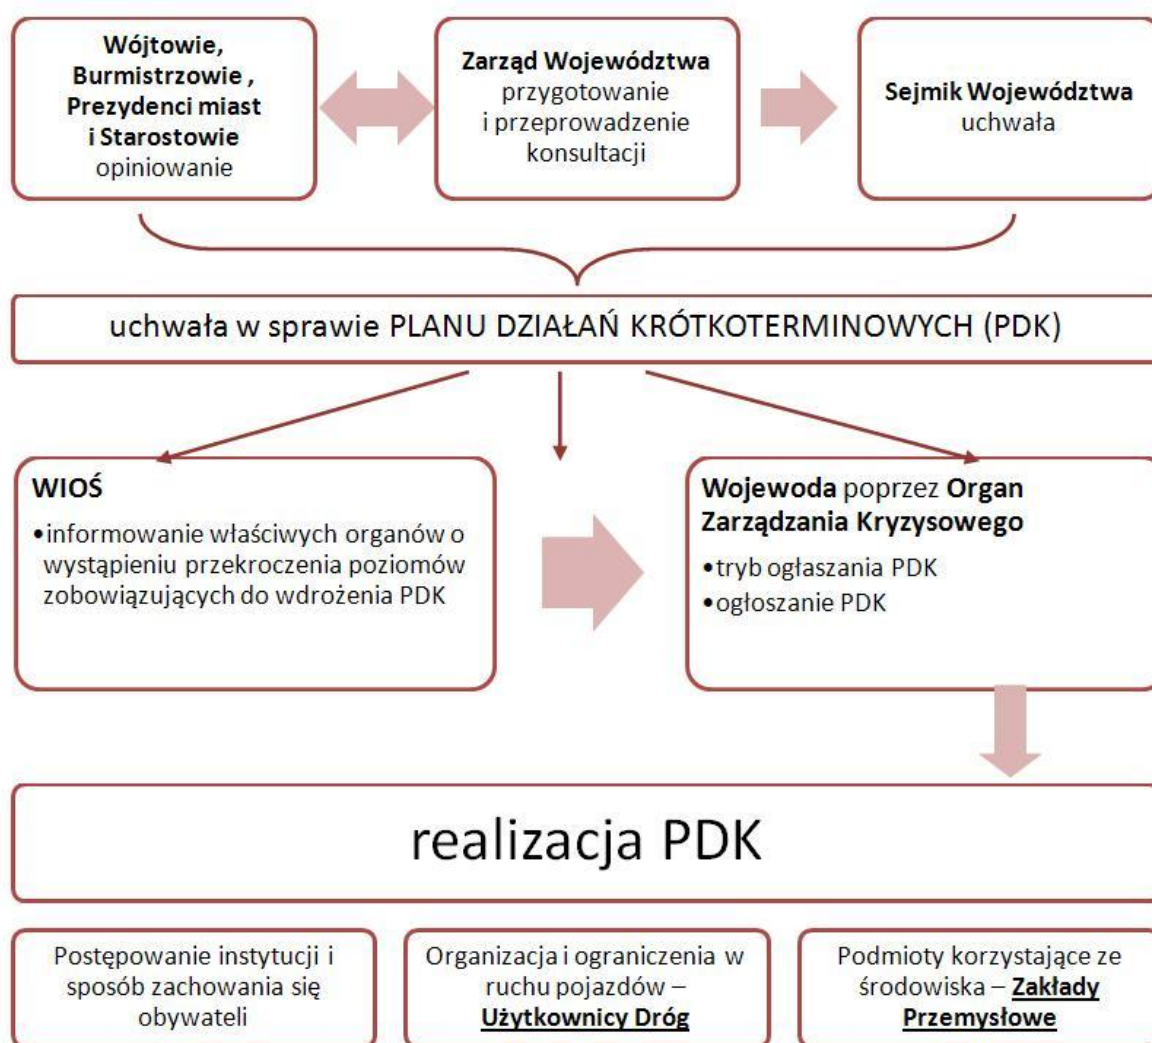 Wójtowie,
Burmistrzowie ,
Prezydenci miast
i Starostowie
opiniowanie
Zarząd Województwa
przygotowanie
i przeprowadzenie
konsultacji
Sejmik Województwa
uchwała
uchwała w sprawie PLANU DZIAŁAŃ KRÓTKOTERMINOWYCH (PDK)
WIOŚ
•informowanie właściwych organów o
wystąpieniu przekroczenia poziomów
zobowiązujących do wdrożenia PDK
Wojewoda poprzez Organ
Zarządzania Kryzysowego
•tryb ogłaszania PDK
•ogłoszanie PDK
realizacja PDK
Postępowanie instytucji i
sposób zachowania się
obywateli
Organizacja i ograniczenia w
ruchu pojazdów –
Użytkownicy Dróg
Podmioty korzystające ze
środowiska – Zakłady
Przemysłowe